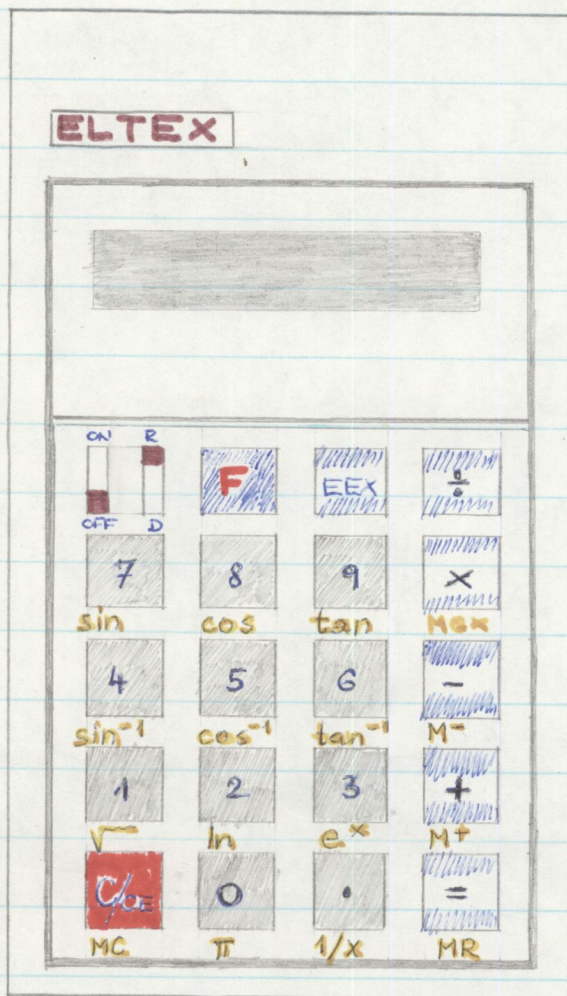 ELTEX
ON R
OFF D
F EEX ÷
7 8 9 ×
sin cos tan MEX
4 5 6 -
sin⁻¹ cos⁻¹ tan⁻¹ M-
1 2 3 +
√ ln eˣ M+
C/CE 0 . =
MC π 1/x MR